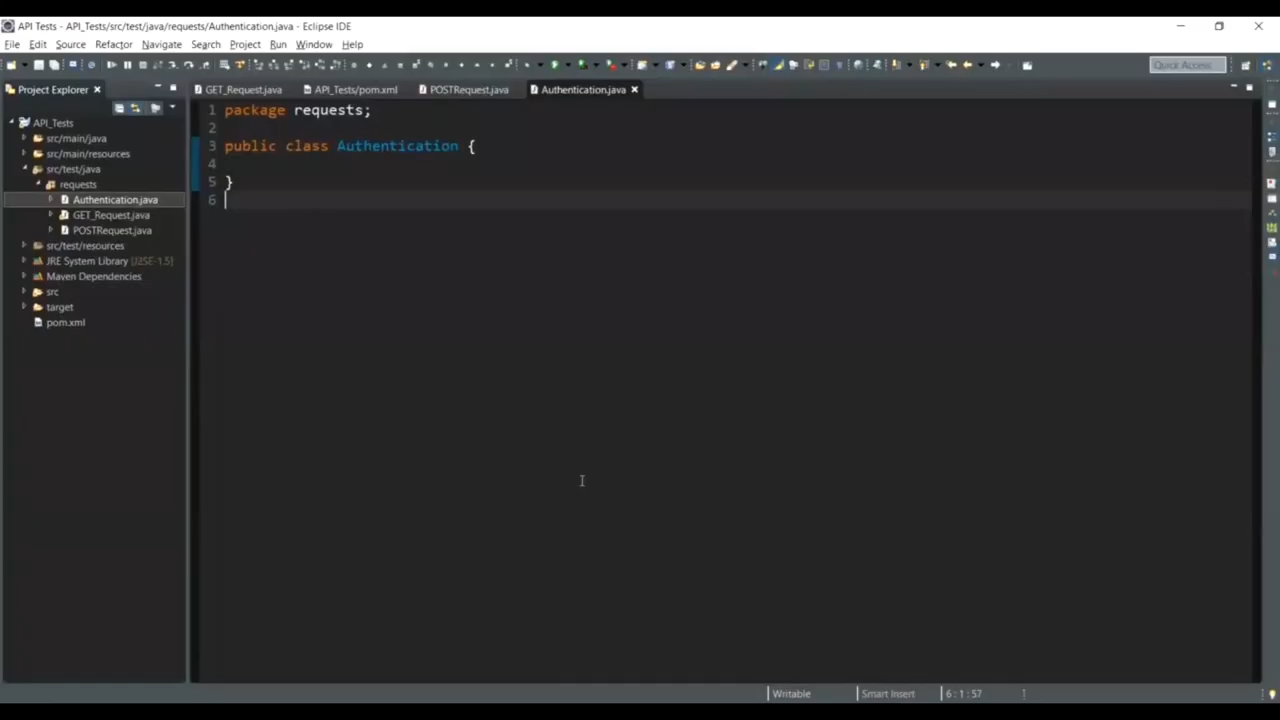 API Tests - API_Tests/src/test/java/requests/Authentication.java - Eclipse IDE
File Edit Source Refactor Navigate Search Project Run Window Help
Quick Access
Project Explorer
GET_Request.java API_Tests/pom.xml POSTRequest.java Authentication.java
API_Tests
src/main/java
src/main/resources
src/test/java
requests
Authentication.java
GET_Request.java
POSTRequest.java
src/test/resources
JRE System Library [J2SE-1.5]
Maven Dependencies
src
target
pom.xml
1 package requests;
2
3 public class Authentication {
4
5 }
6
Writable Smart Insert 6 : 1 : 57